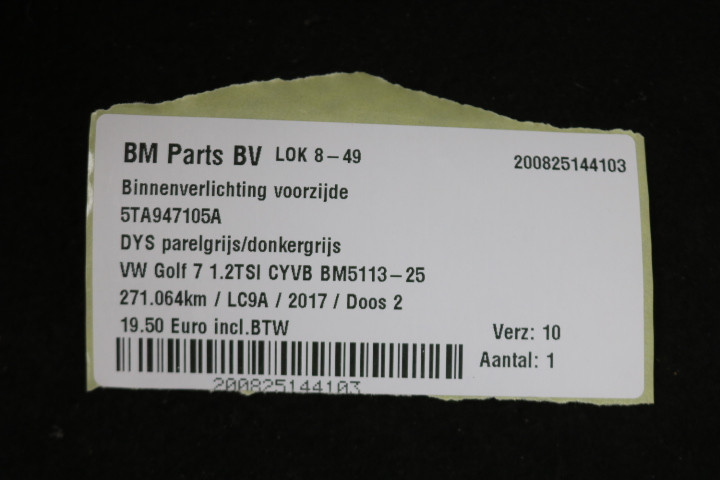 BM Parts BV LOK 8-49 200825144103
Binnenverlichting voorzijde
5TA947105A
DYS parelgrijs/donkergrijs
VW Golf 7 1.2TSI CYVB BM5113-25
271.064km / LC9A / 2017 / Doos 2
19.50 Euro incl.BTW Verz: 10
Aantal: 1
200825144103